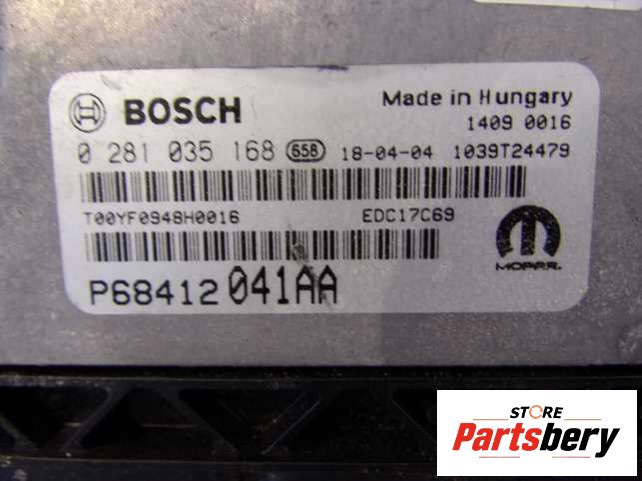 BOSCH
Made in Hungary
1409 0016
0 281 035 168 658 18-04-04 1039T24479
T00YF0948H0016 EDC17C69
MOPAR.
P68412 041AA
STORE
Partsbery